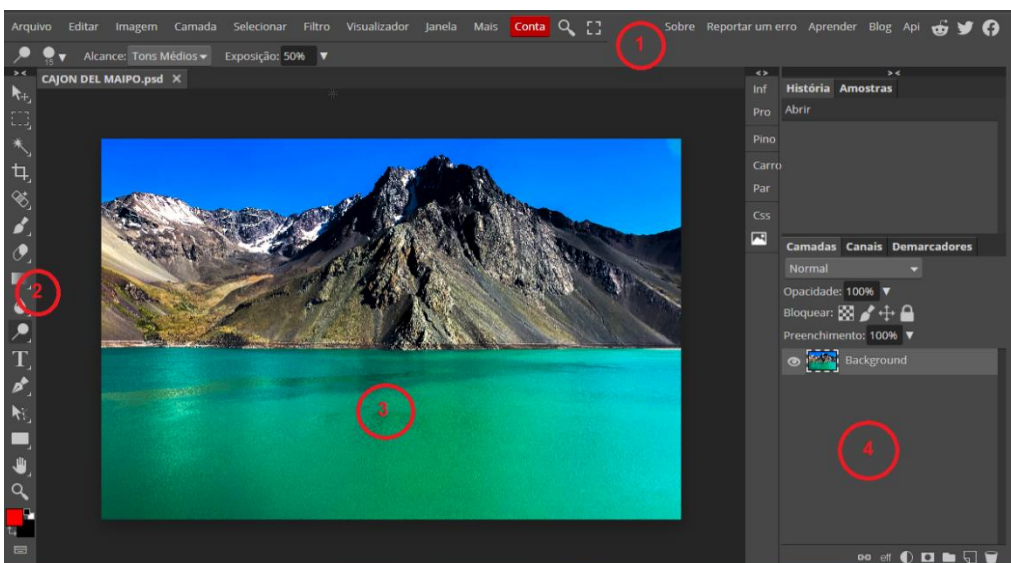 Arquivo Editar Imagem Camada Selecionar Filtro Visualizador Janela Mais Conta Sobre Reportar um erro Aprender Blog Api
1
15 Alcance: Tons Médios Exposição: 50%
CAJON DEL MAIPO.psd
Inf
Pro
Pino
Carro
Par
Css
História Amostras
Abrir
2
3
Camadas Canais Demarcadores
Normal
Opacidade: 100%
Bloquear:
Preenchimento: 100%
Background
4
eff